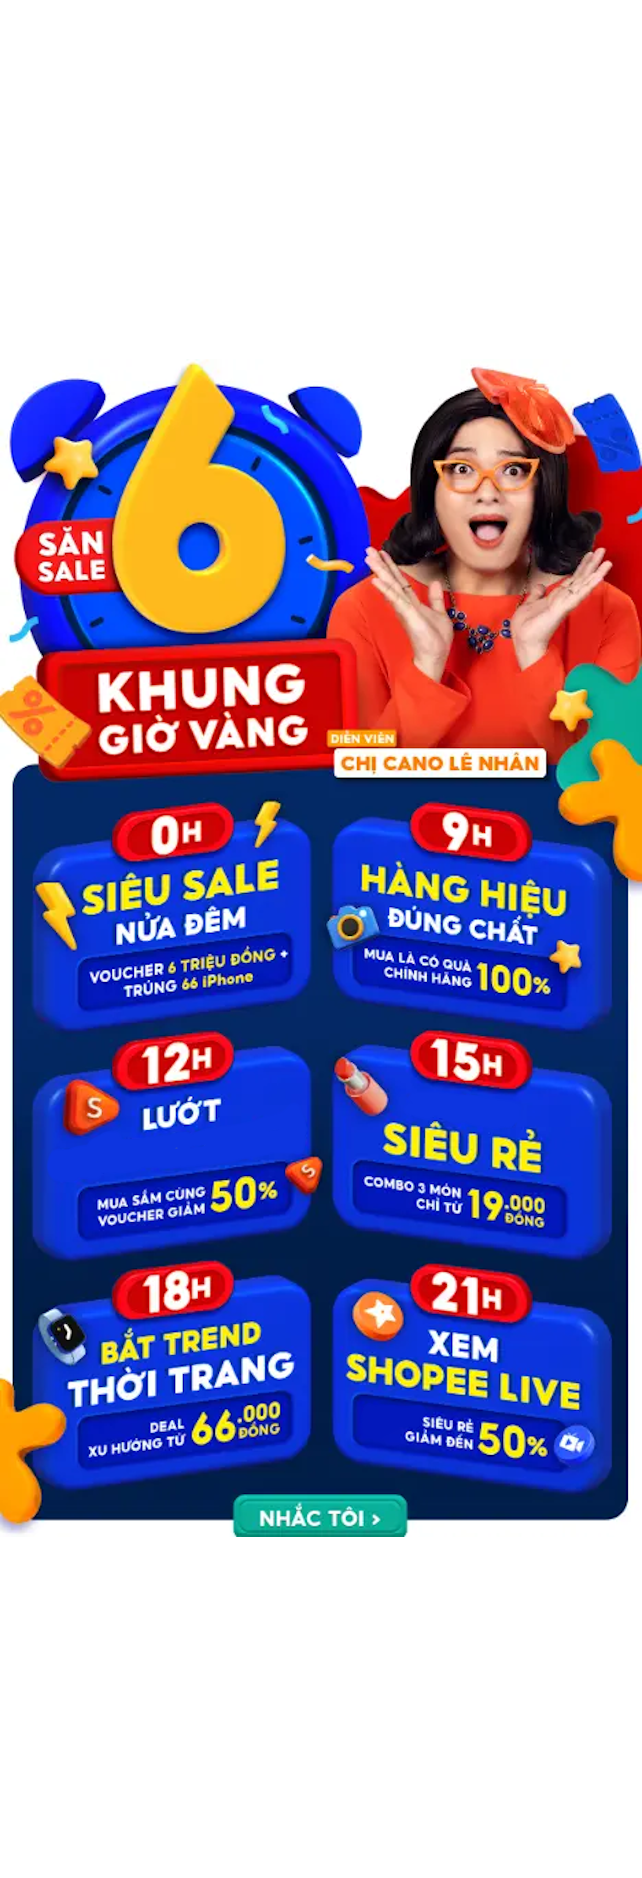 SĂN
SALE
6
KHUNG
GIỜ VÀNG
DIỄN VIÊN
CHỊ CANO LÊ NHÂN
0H
SIÊU SALE
NỬA ĐÊM
VOUCHER 6 TRIỆU ĐỒNG +
TRÚNG 66 iPhone
9H
HÀNG HIỆU
ĐÚNG CHẤT
MUA LÀ CÓ QUÀ
CHÍNH HÃNG 100%
12H
LƯỚT
MUA SẮM CÙNG
VOUCHER GIẢM 50%
15H
SIÊU RẺ
COMBO 3 MÓN
CHỈ TỪ 19.000
ĐỒNG
18H
BẮT TREND
THỜI TRANG
DEAL
XU HƯỚNG TỪ 66.000
ĐỒNG
21H
XEM
SHOPEE LIVE
SIÊU RẺ
GIẢM ĐẾN 50%
NHẮC TÔI >